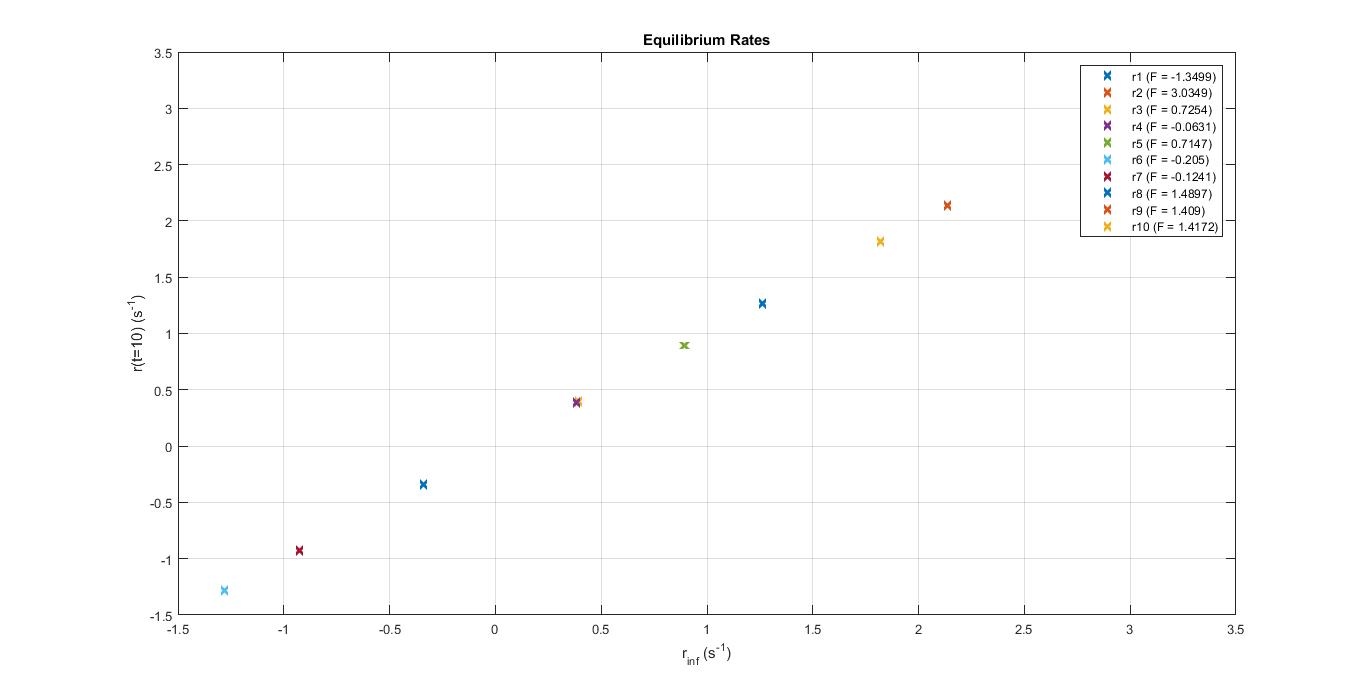 Equilibrium Rates
3.5
3
2.5
2
1.5
1
0.5
0
-0.5
-1
-1.5
r(t=10) (s-1)
-1.5
-1
-0.5
0
0.5
1
1.5
2
2.5
3
3.5
rinf (s-1)
r1 (F = -1.3499)
r2 (F = 3.0349)
r3 (F = 0.7254)
r4 (F = -0.0631)
r5 (F = 0.7147)
r6 (F = -0.205)
r7 (F = -0.1241)
r8 (F = 1.4897)
r9 (F = 1.409)
r10 (F = 1.4172)